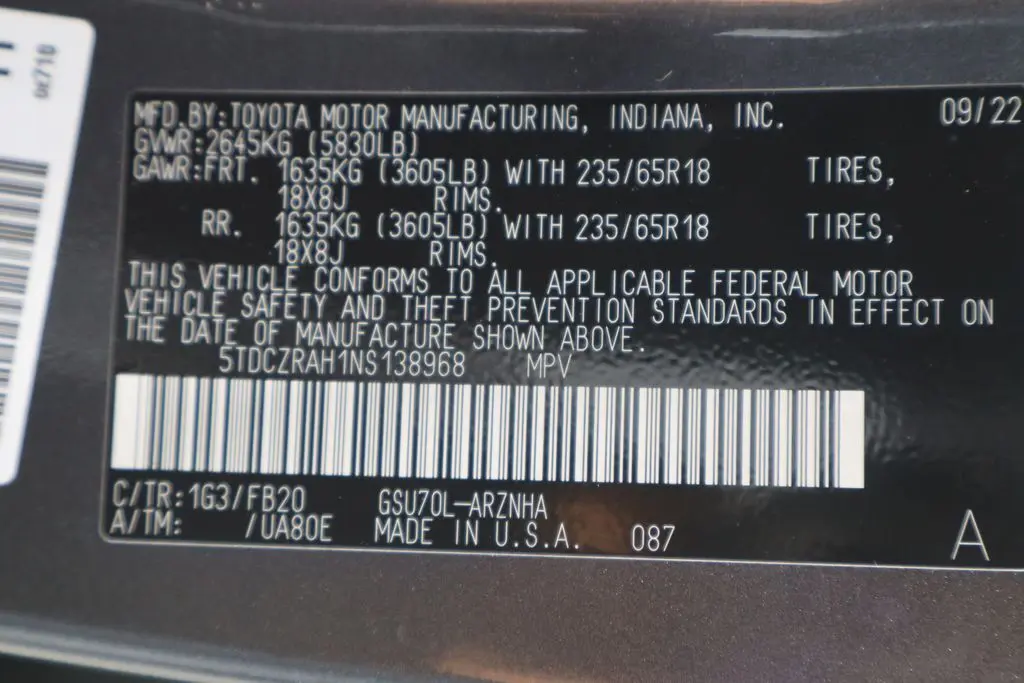 0z710
MFD.BY:TOYOTA MOTOR MANUFACTURING, INDIANA, INC. 09/22
GVWR:2645KG (5830LB)
GAWR:FRT. 1635KG (3605LB) WITH 235/65R18 TIRES,
18X8J RIMS.
RR. 1635KG (3605LB) WITH 235/65R18 TIRES,
18X8J RIMS.
THIS VEHICLE CONFORMS TO ALL APPLICABLE FEDERAL MOTOR
VEHICLE SAFETY AND THEFT PREVENTION STANDARDS IN EFFECT ON
THE DATE OF MANUFACTURE SHOWN ABOVE.
5TDCZRAH1NS138968 MPV
C/TR:1G3/FB20 GSU70L-ARZNHA
A/TM: /UA80E MADE IN U.S.A. 087 A